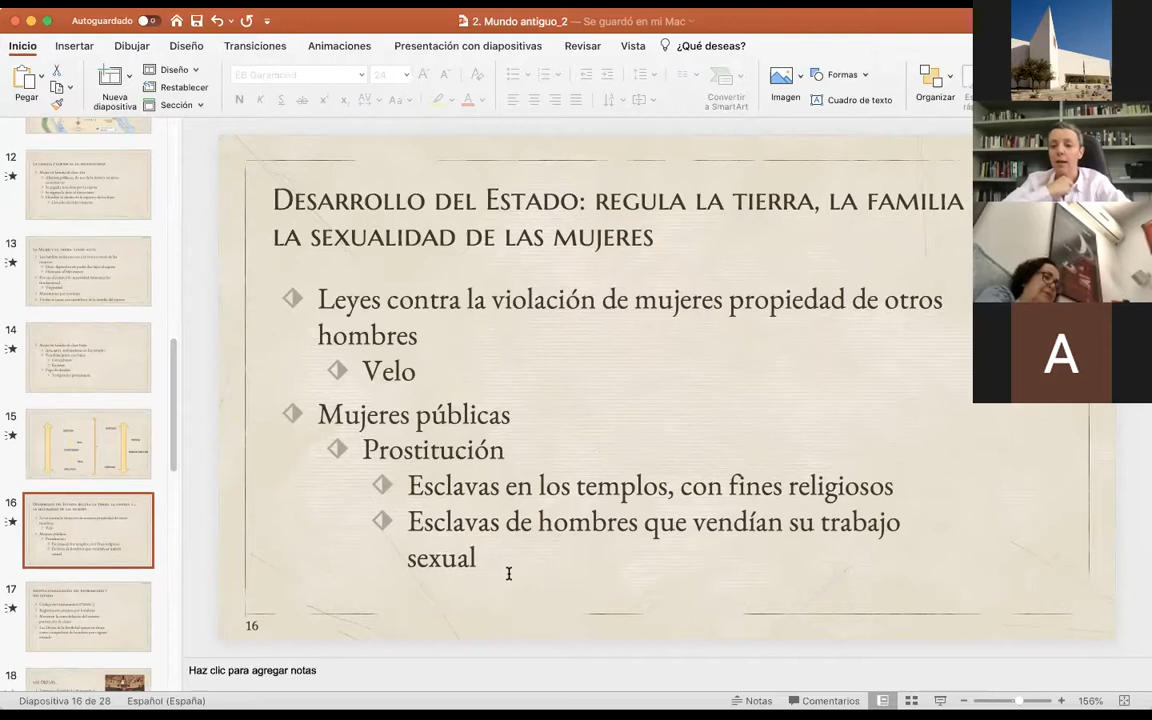 Autoguardado
2. Mundo antiguo_2 — Se guardó en mi Mac
Inicio Insertar Dibujar Diseño Transiciones Animaciones Presentación con diapositivas Revisar Vista ¿Qué deseas?
Pegar
Nueva diapositiva
Diseño
Restablecer
Sección
EB Garamond 24
N K S ab
Convertir a SmartArt
Imagen
Formas
Cuadro de texto
Organizar
12
13
14
15
16
17
18
Desarrollo del Estado: regula la tierra, la familia
la sexualidad de las mujeres
Leyes contra la violación de mujeres propiedad de otros
hombres
Velo
Mujeres públicas
Prostitución
Esclavas en los templos, con fines religiosos
Esclavas de hombres que vendían su trabajo
sexual
16
A
Haz clic para agregar notas
Diapositiva 16 de 28 Español (España) Notas Comentarios 156%